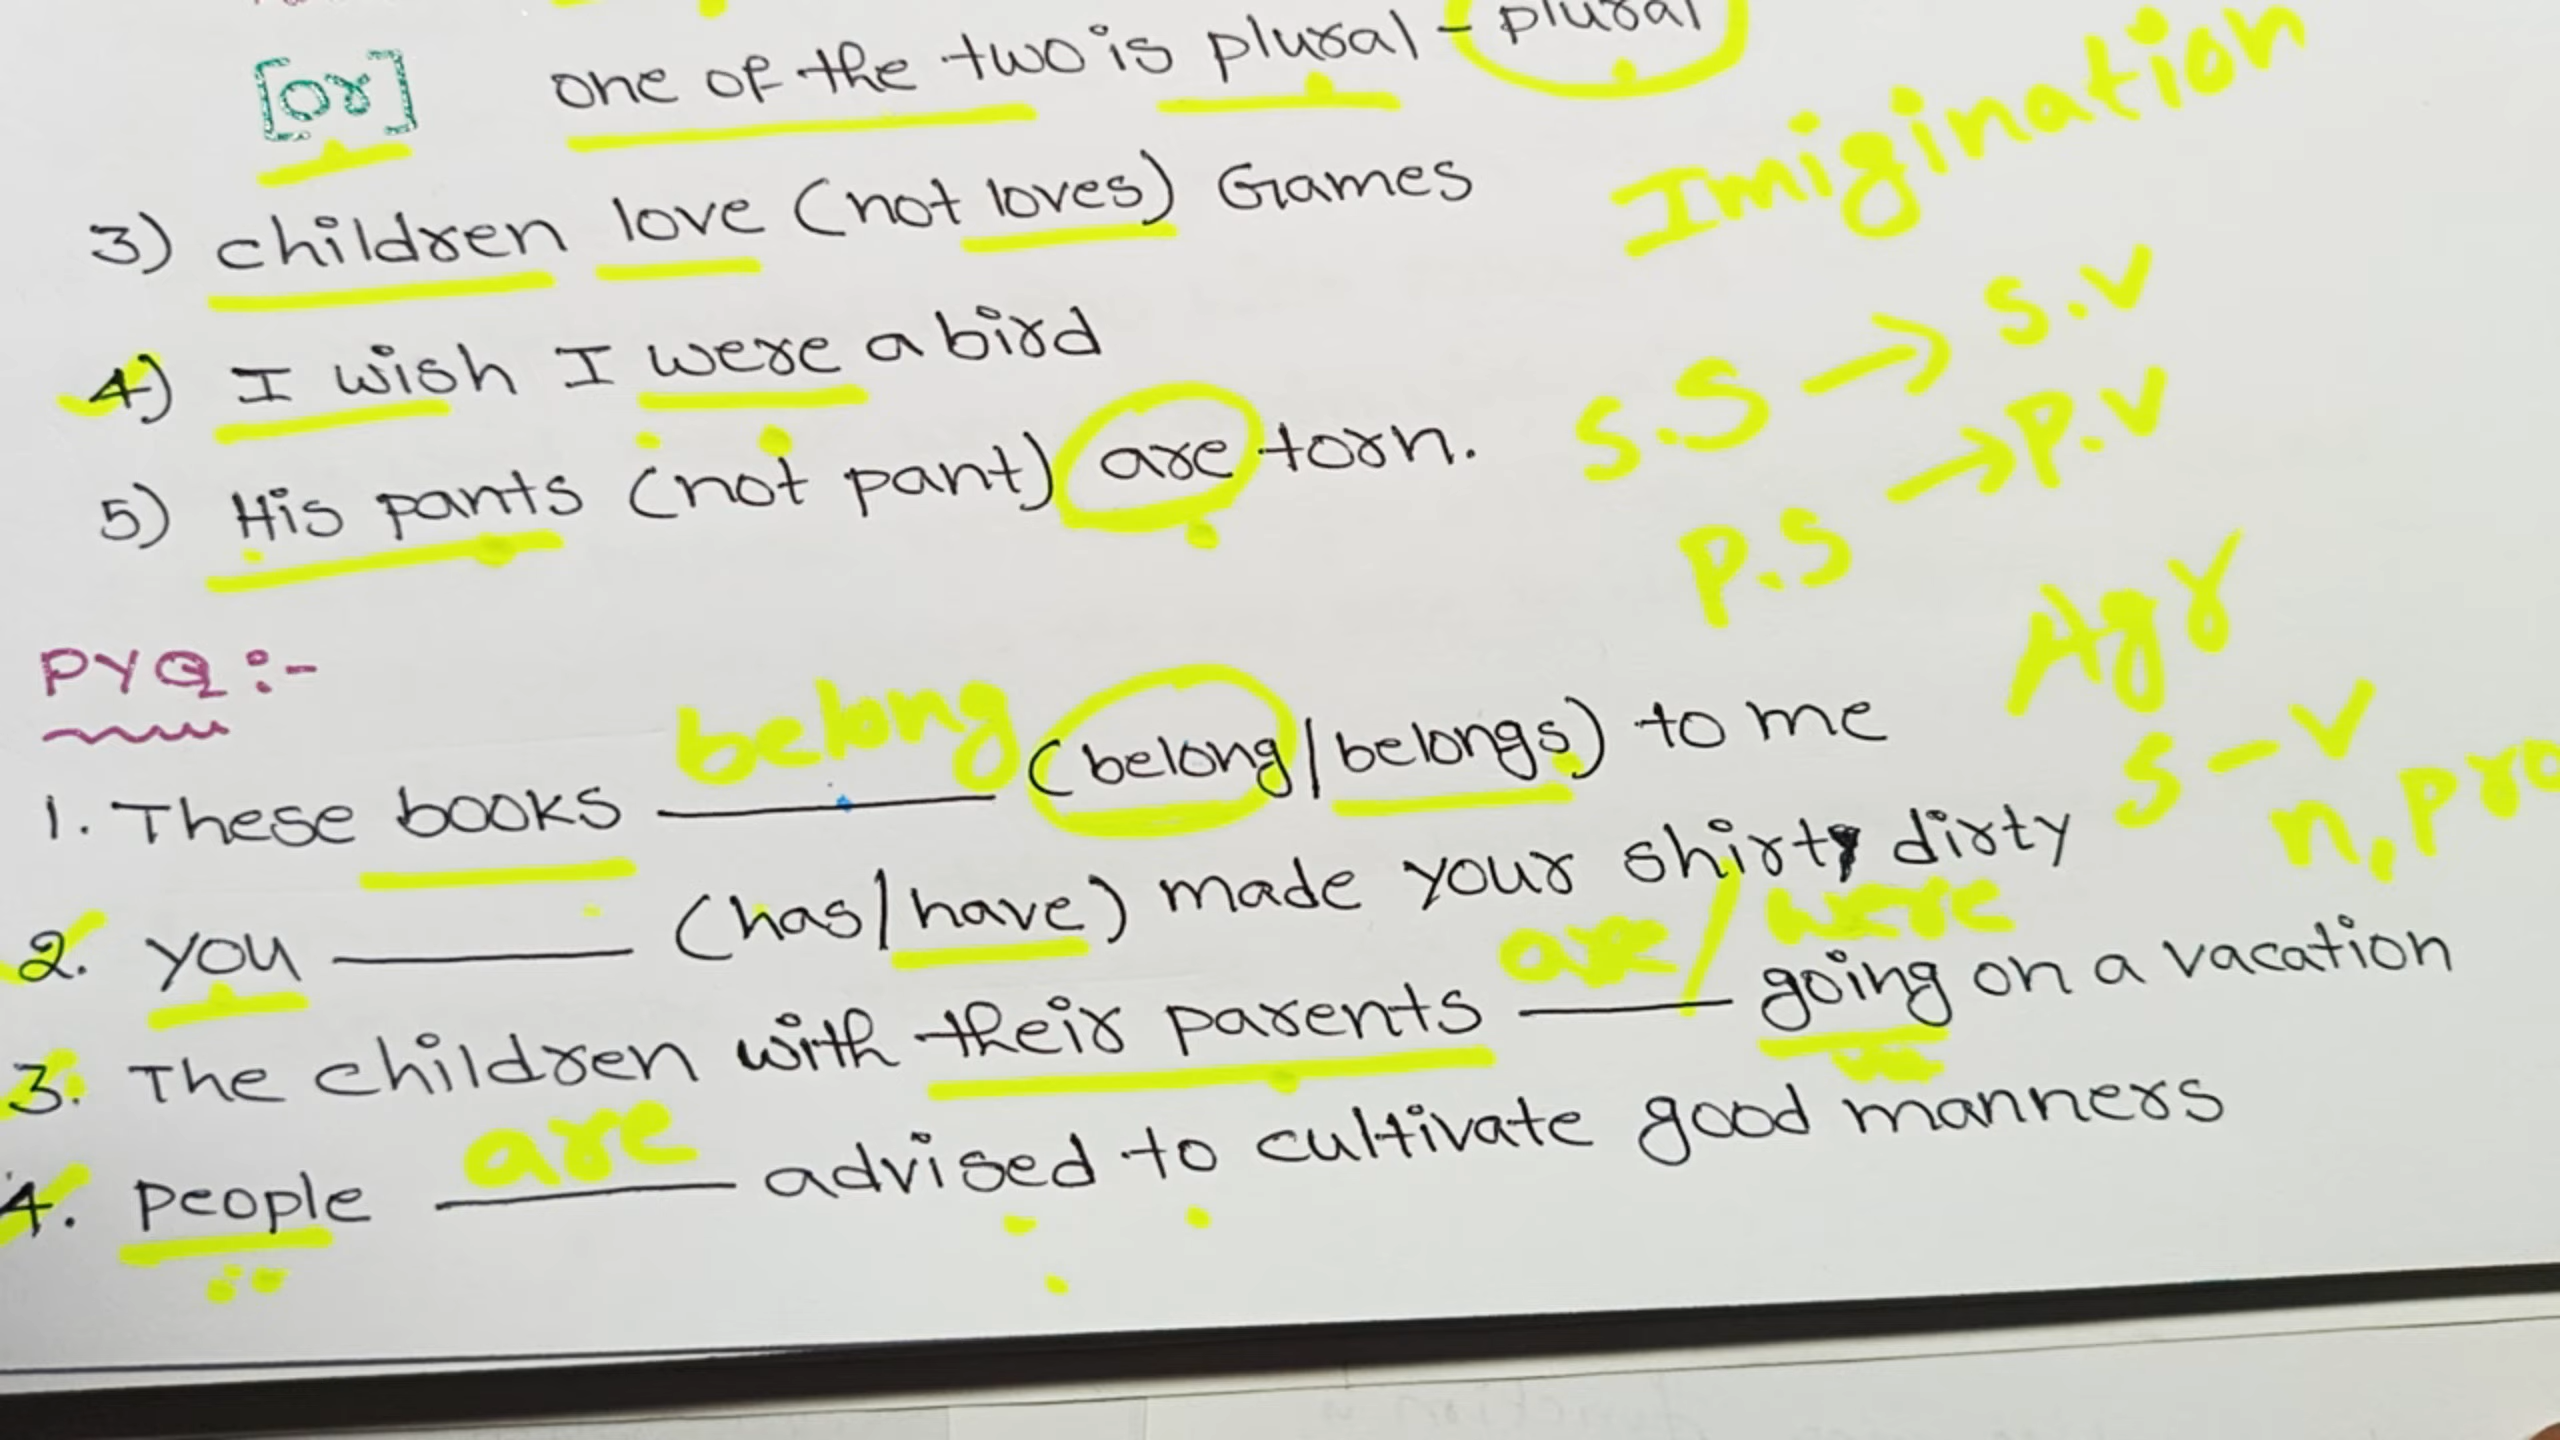 [or] one of the two is plural - plural
Imigination
3) children love (not loves) Games
S.S → S.V
4) I wish I were a bird
P.S → P.V
5) His pants (not pant) are torn.
Agr
PYQ :-
S - V
n, pro
belong
1. These books ______ (belong/belongs) to me
2. you ______ (has/have) made your shirt dirty
are / were
3. The children with their parents ______ going on a vacation
are
4. people ______ advised to cultivate good manners